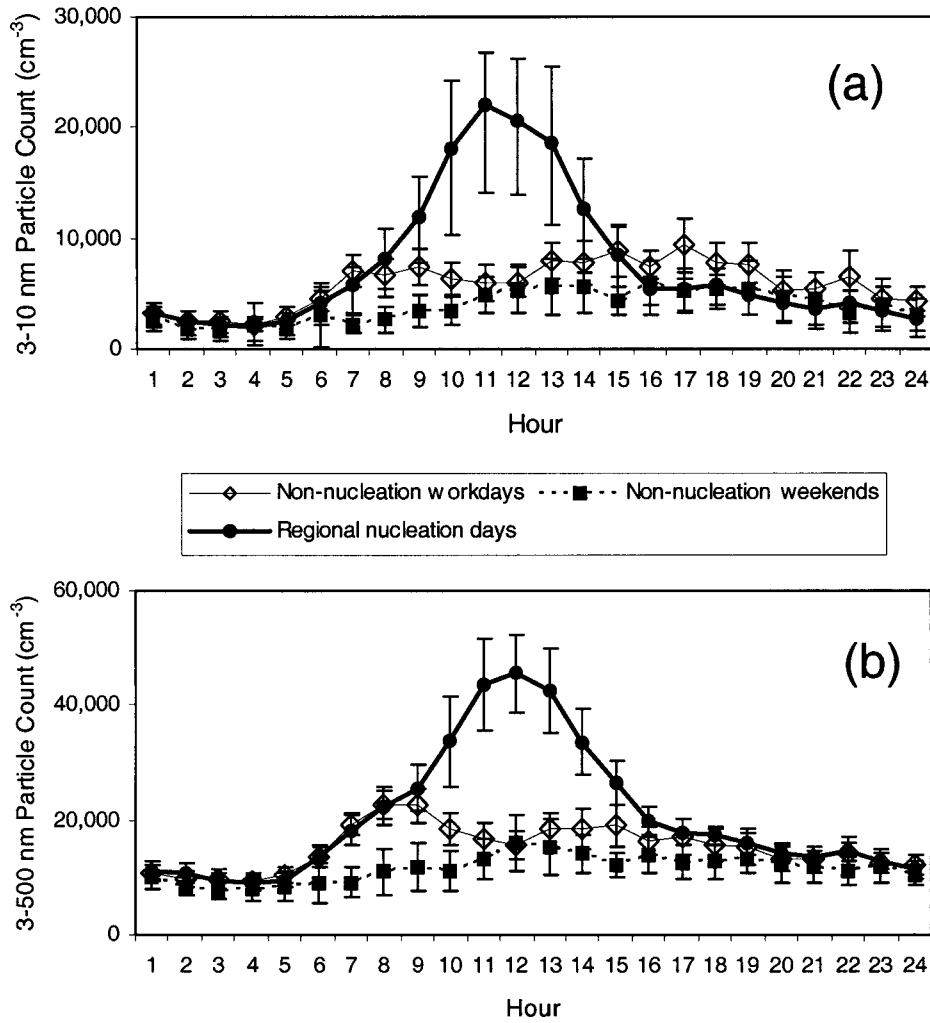 30,000
20,000
10,000
0
3-10 nm Particle Count (cm⁻³)
(a)
1 2 3 4 5 6 7 8 9 10 11 12 13 14 15 16 17 18 19 20 21 22 23 24
Hour
Non-nucleation workdays
Non-nucleation weekends
Regional nucleation days
60,000
40,000
20,000
0
3-500 nm Particle Count (cm⁻³)
(b)
1 2 3 4 5 6 7 8 9 10 11 12 13 14 15 16 17 18 19 20 21 22 23 24
Hour